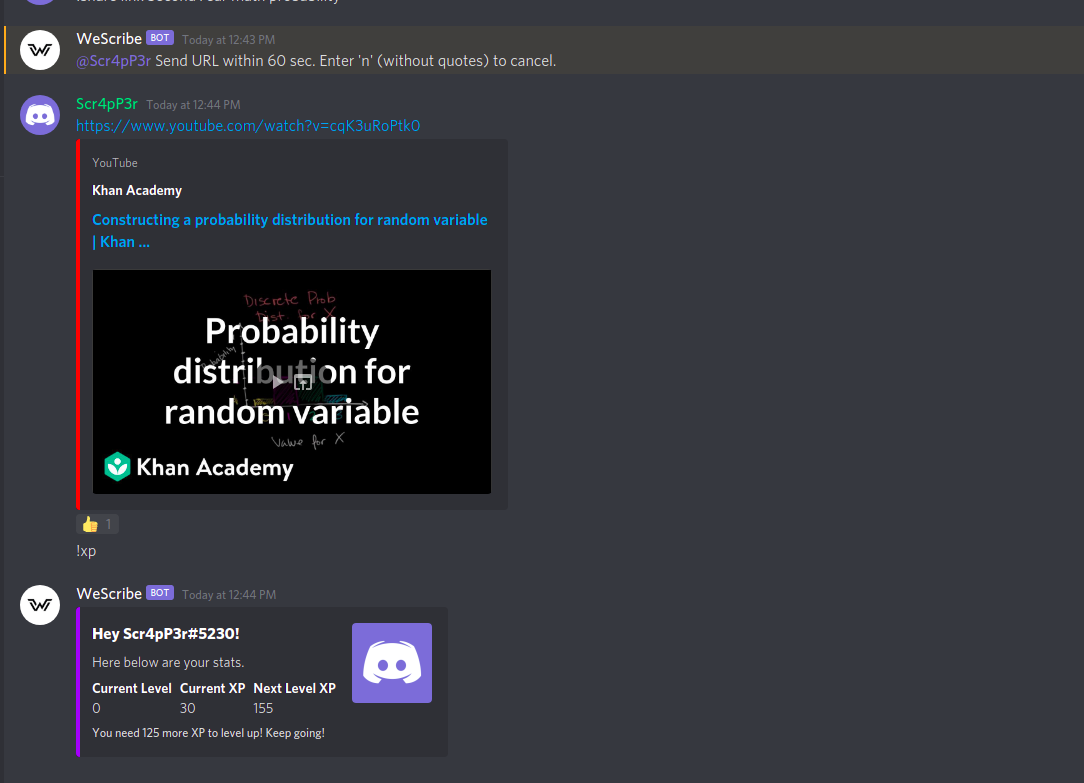 WeScribe BOT Today at 12:43 PM
@Scr4pP3r Send URL within 60 sec. Enter 'n' (without quotes) to cancel.
Scr4pP3r Today at 12:44 PM
https://www.youtube.com/watch?v=cqK3uRoPtk0
YouTube
Khan Academy
Constructing a probability distribution for random variable
| Khan ...
Discrete Prob
Dist. for X
Probability
Probability
distribution for
random variable
Value for X
Khan Academy
1
!xp
WeScribe BOT Today at 12:44 PM
Hey Scr4pP3r#5230!
Here below are your stats.
Current Level Current XP Next Level XP
0 30 155
You need 125 more XP to level up! Keep going!